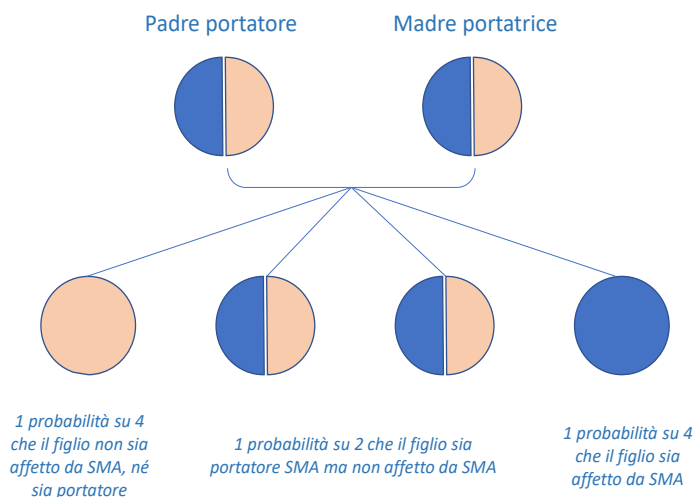 Padre portatore
Madre portatrice
1 probabilità su 4
che il figlio non sia
affetto da SMA, né
sia portatore
1 probabilità su 2 che il figlio sia
portatore SMA ma non affetto da SMA
1 probabilità su 4
che il figlio sia
affetto da SMA